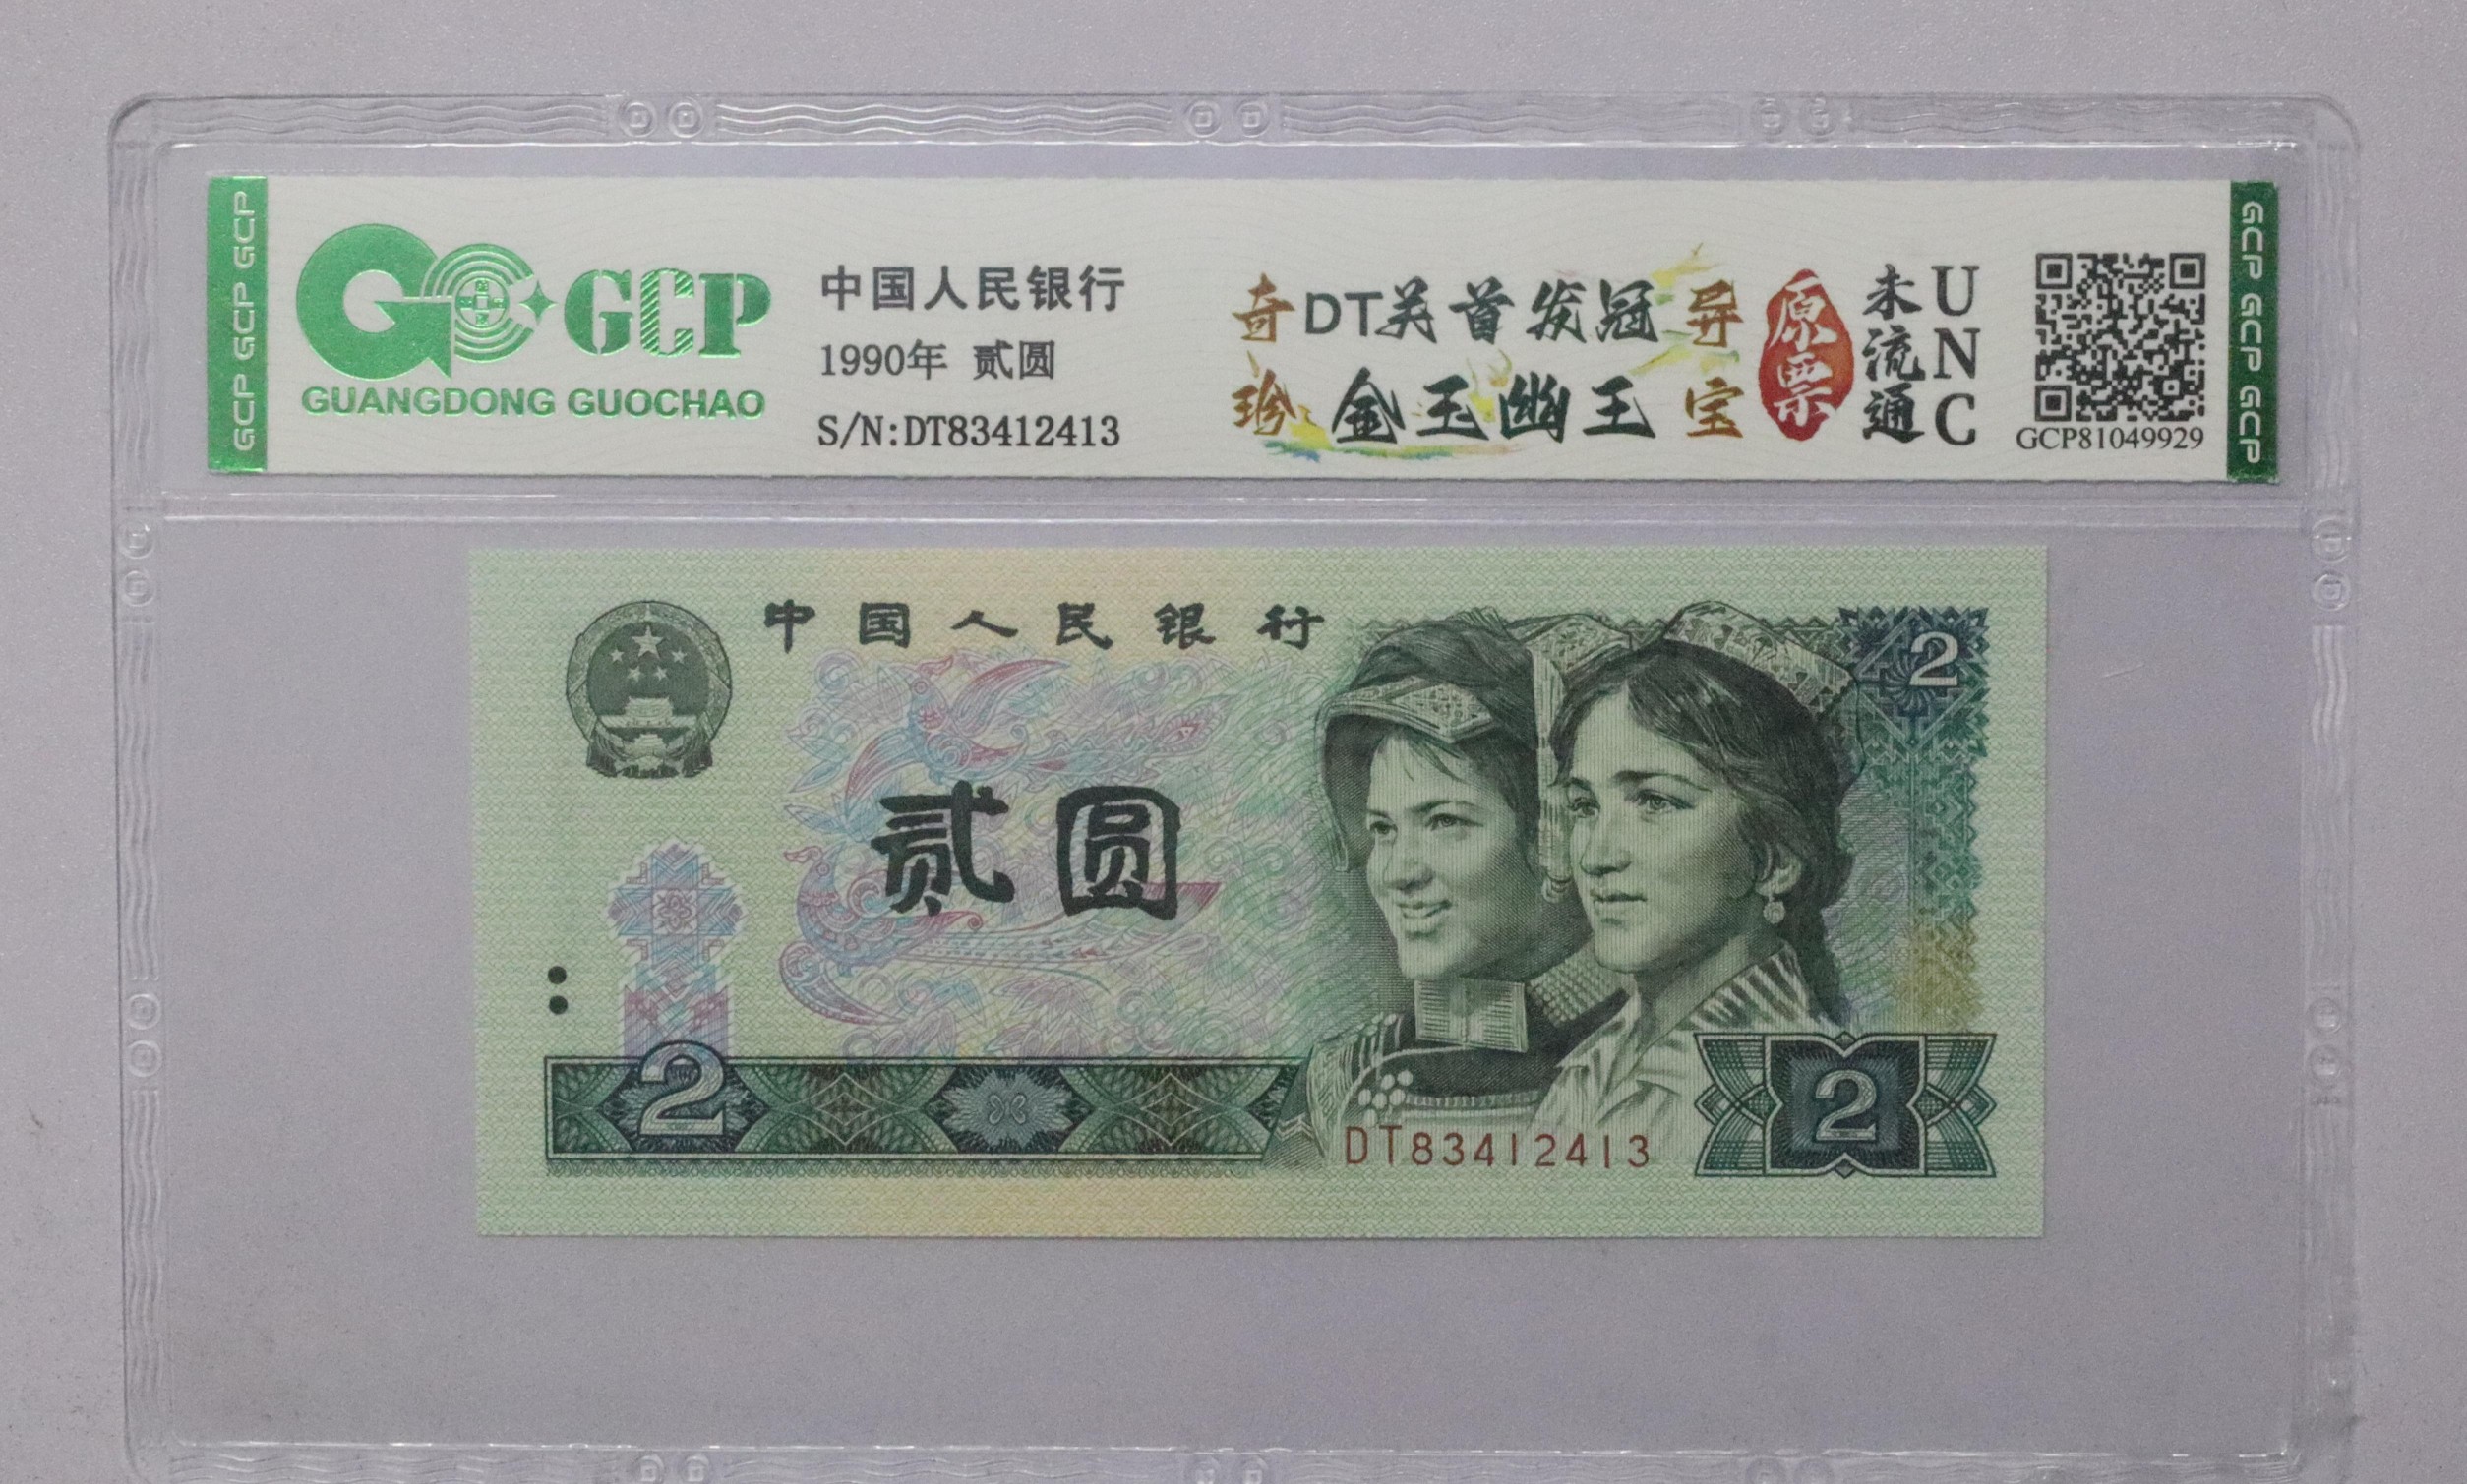 GCP GCP GCP
GCP
GUANGDONG GUOCHAO
中国人民银行
1990年 贰圆
S/N:DT83412413
奇 DT关首发冠 异
珍 金玉幽王 宝
原票
未流通
UNC
GCP81049929
GCP GCP GCP GCP
中国人民银行
2
贰圆
2
DT83412413
2